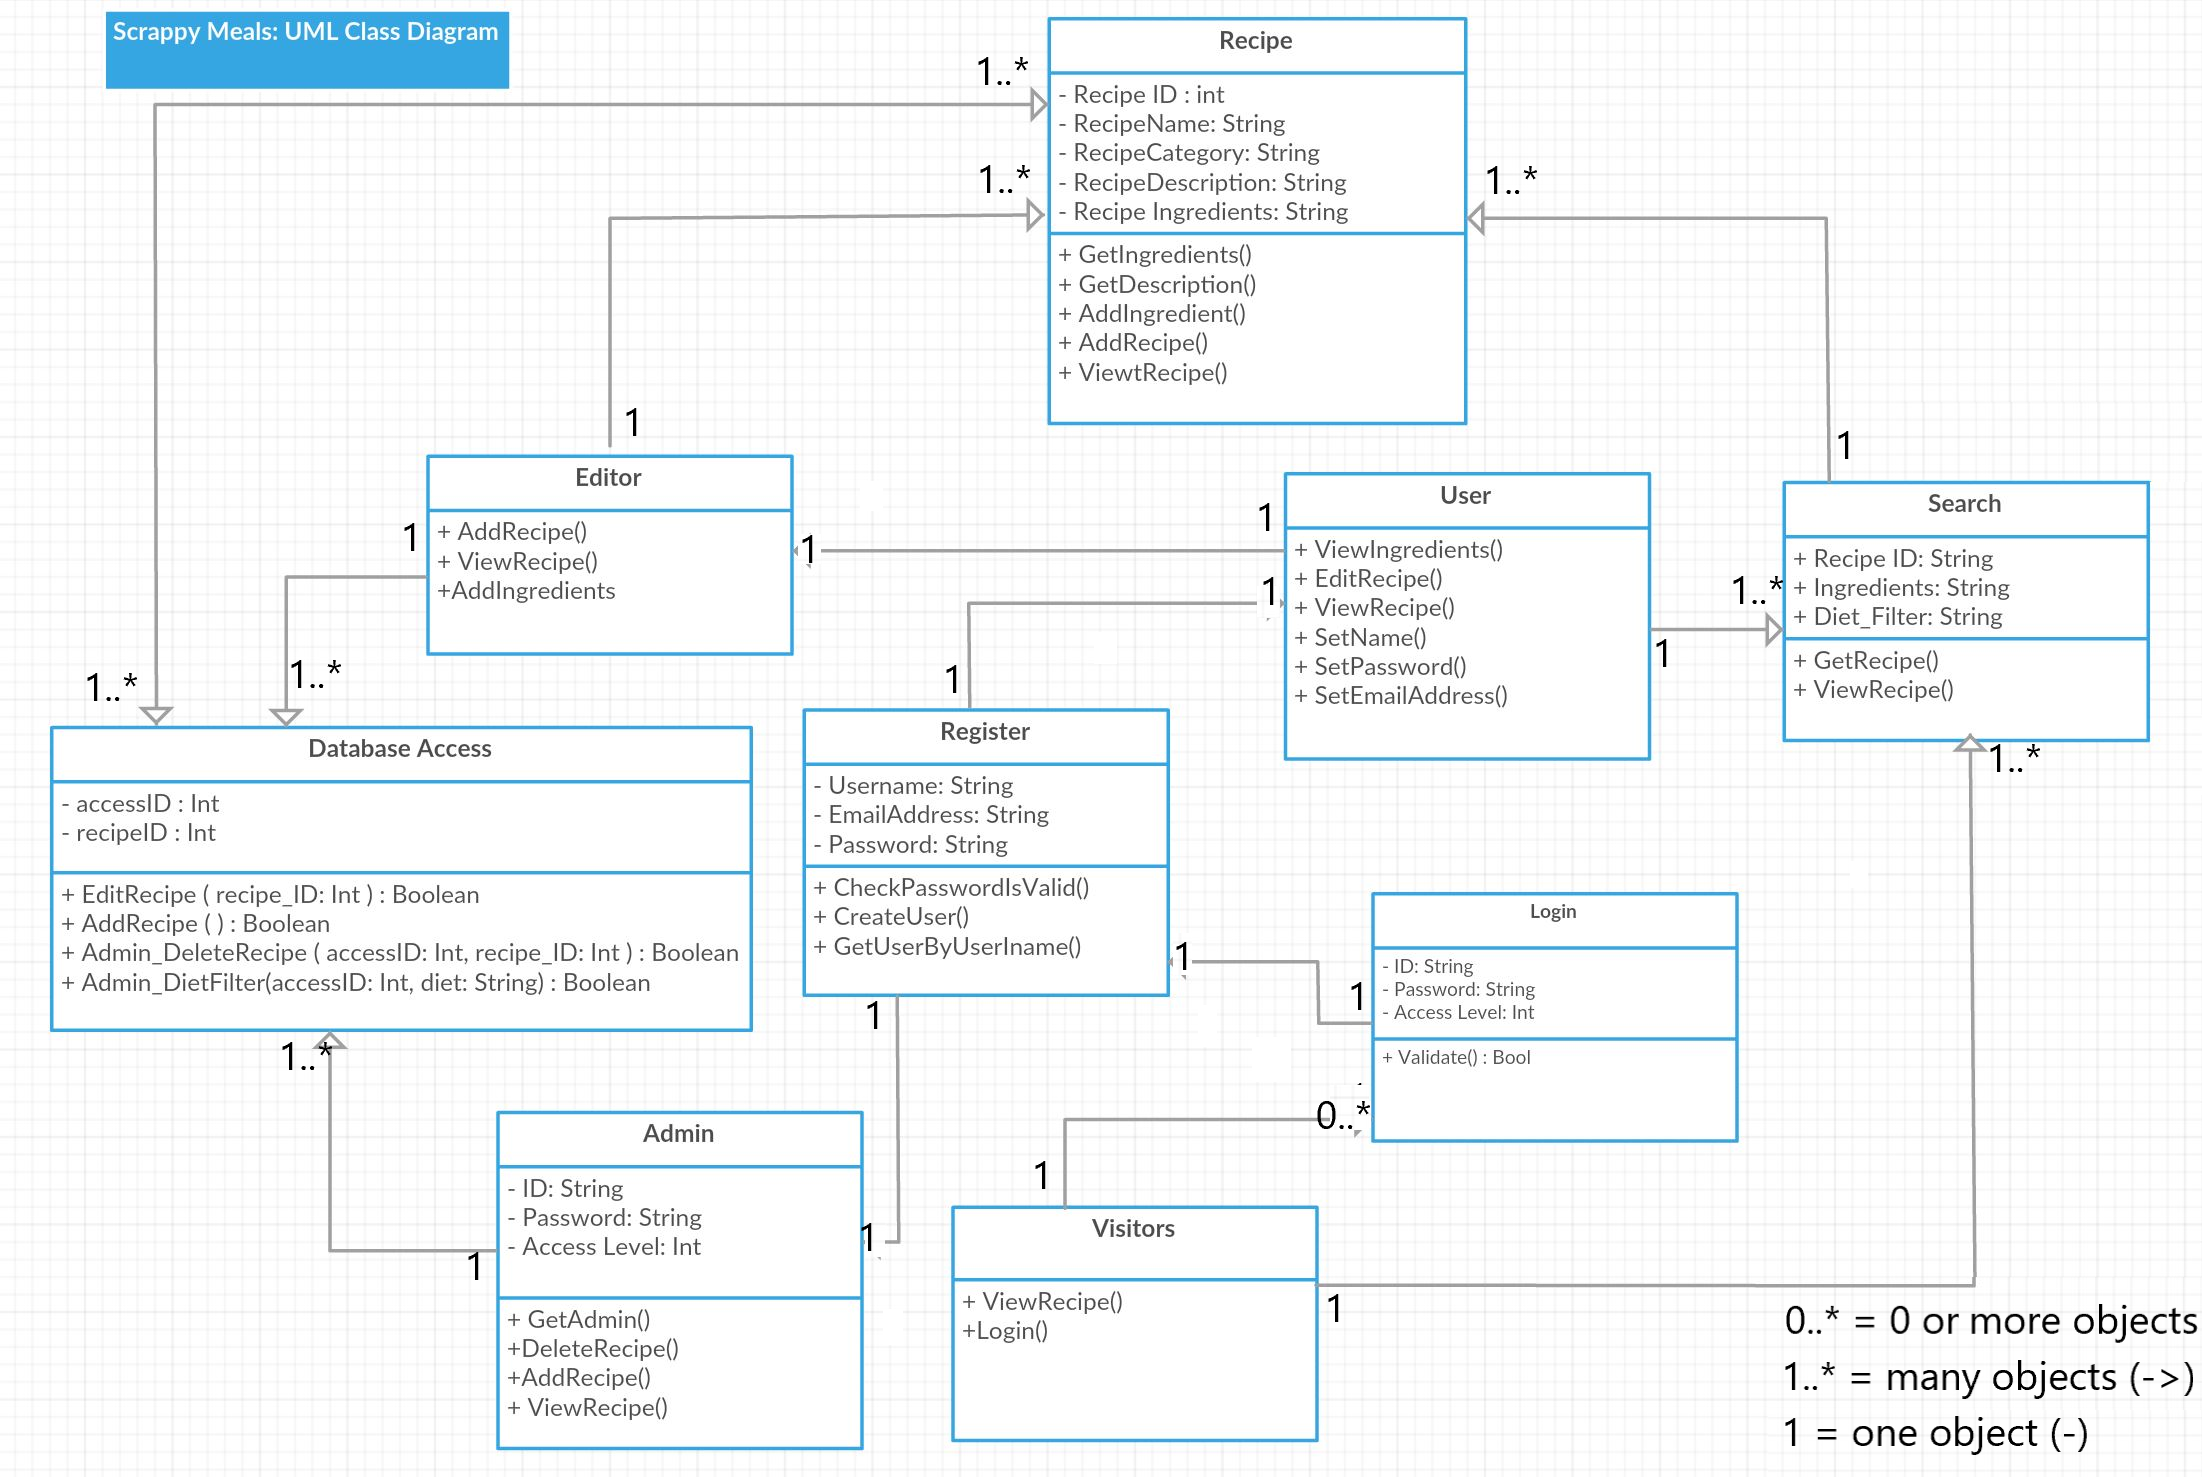 Scrappy Meals: UML Class Diagram
Recipe
- Recipe ID : int
- RecipeName: String
- RecipeCategory: String
- RecipeDescription: String
- Recipe Ingredients: String
+ GetIngredients()
+ GetDescription()
+ AddIngredient()
+ AddRecipe()
+ ViewtRecipe()
1..*
1..*
1..*
1
1
Editor
+ AddRecipe()
+ ViewRecipe()
+AddIngredients
1
1
1..*
1..*
User
+ ViewIngredients()
+ EditRecipe()
+ ViewRecipe()
+ SetName()
+ SetPassword()
+ SetEmailAddress()
1
1
1
1..*
Search
+ Recipe ID: String
+ Ingredients: String
+ Diet_Filter: String
+ GetRecipe()
+ ViewRecipe()
1..*
Database Access
- accessID : Int
- recipeID : Int
+ EditRecipe ( recipe_ID: Int ) : Boolean
+ AddRecipe ( ) : Boolean
+ Admin_DeleteRecipe ( accessID: Int, recipe_ID: Int ) : Boolean
+ Admin_DietFilter(accessID: Int, diet: String) : Boolean
1..*
1
Register
- Username: String
- EmailAddress: String
- Password: String
+ CheckPasswordIsValid()
+ CreateUser()
+ GetUserByUserIname()
1
1
1
Login
- ID: String
- Password: String
- Access Level: Int
+ Validate() : Bool
0..*
1
Admin
- ID: String
- Password: String
- Access Level: Int
+ GetAdmin()
+DeleteRecipe()
+AddRecipe()
+ ViewRecipe()
1
1
Visitors
+ ViewRecipe()
+Login()
1
0..* = 0 or more objects
1..* = many objects (->)
1 = one object (-)